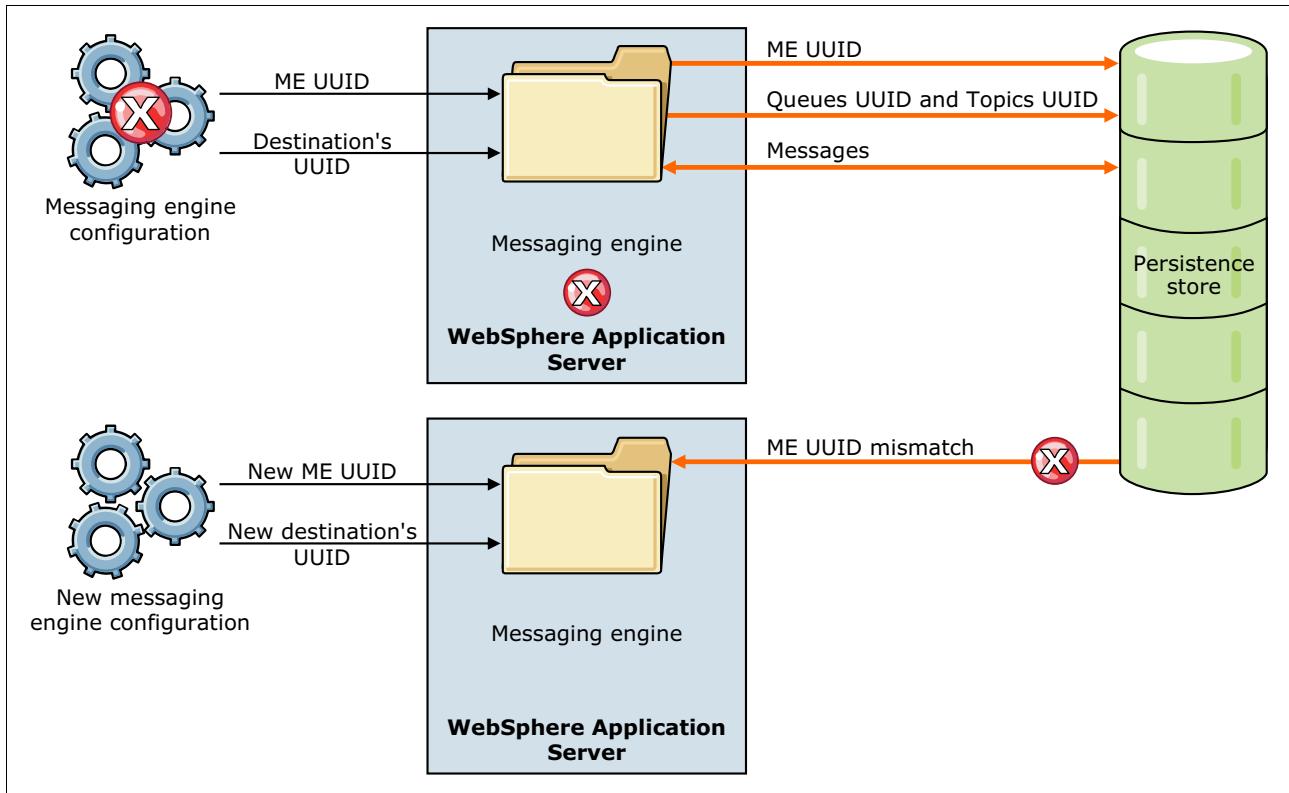 ME UUID
Destination's
UUID
X
Messaging engine
configuration
Messaging engine
X
WebSphere Application
Server
ME UUID
Queues UUID and Topics UUID
Messages
Persistence
store
New ME UUID
New destination's
UUID
New messaging
engine configuration
Messaging engine
WebSphere Application
Server
ME UUID mismatch
X